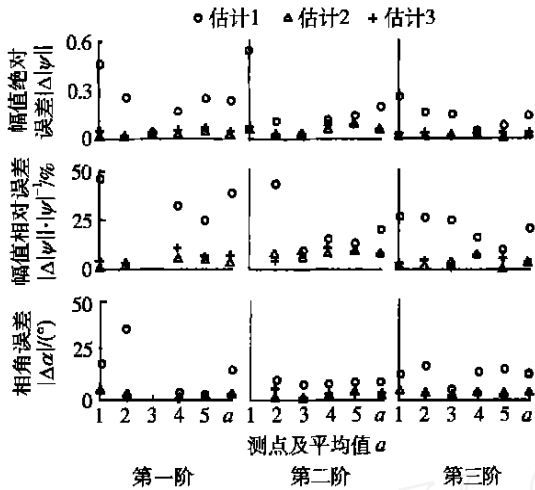 估计1 估计2 估计3
幅值绝对
误差|Δ|ψ||
0.6
0.3
0
幅值相对误差
|Δ|ψ||·|ψ|⁻¹/%
50
25
0
相角误差
|Δα|/(°)
50
25
0
1 2 3 4 5 a 1 2 3 4 5 a 1 2 3 4 5 a
测点及平均值 a
第一阶 第二阶 第三阶